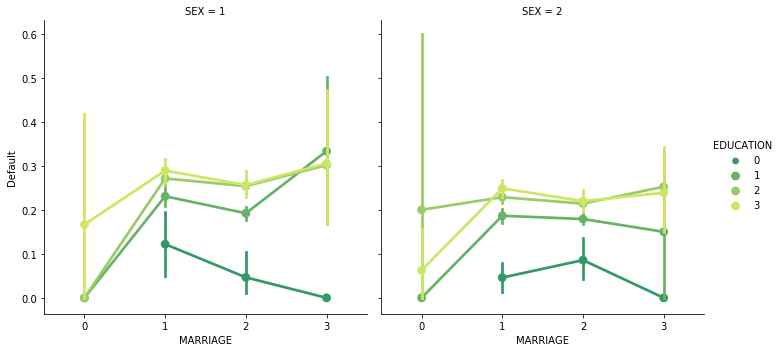 SEX = 1
SEX = 2
0.6
0.5
0.4
0.3
0.2
0.1
0.0
Default
0 1 2 3
MARRIAGE
0 1 2 3
MARRIAGE
EDUCATION
0
1
2
3